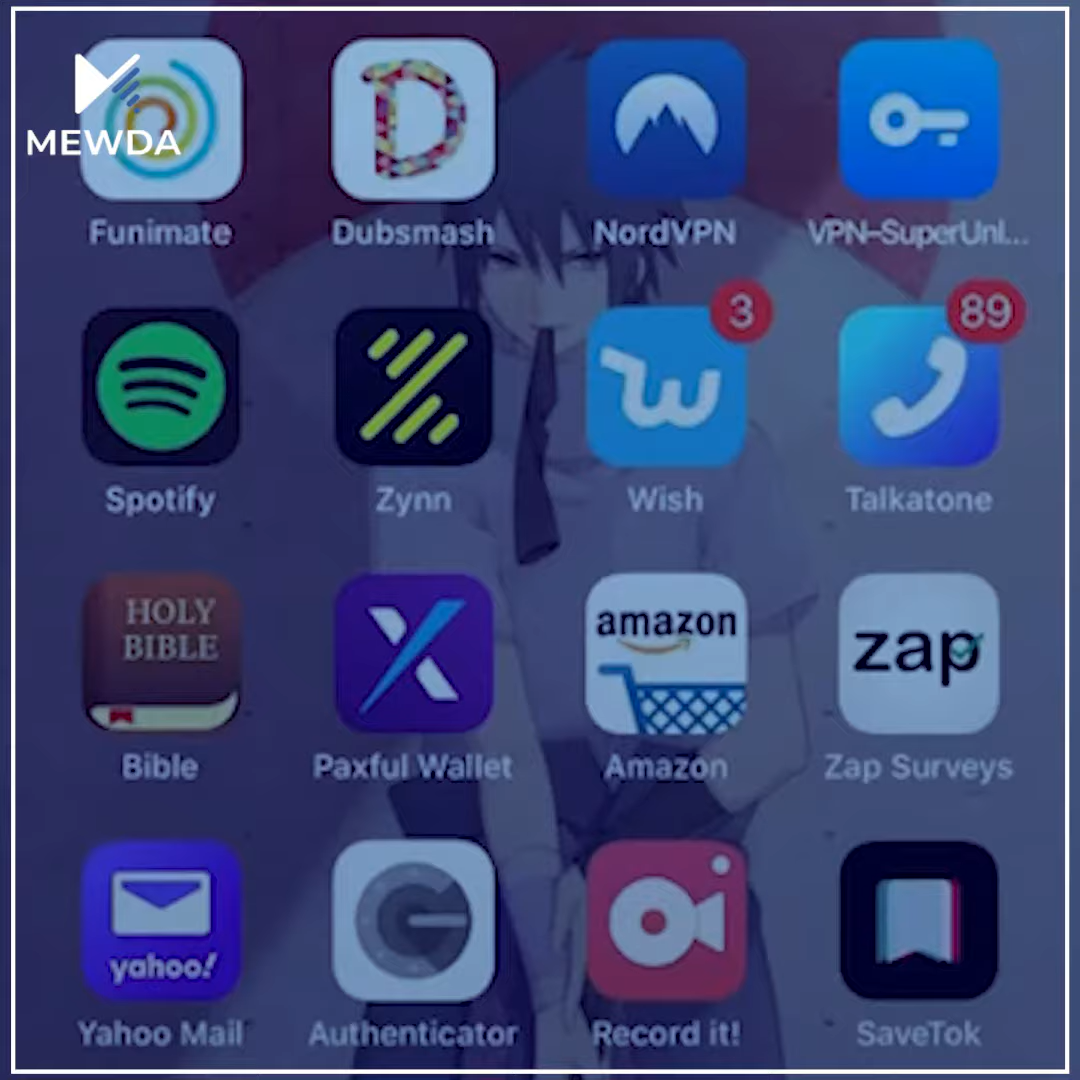 MEWDA
Funimate
Dubsmash
NordVPN
VPN-SuperUnl...
3
89
Spotify
Zynn
Wish
Talkatone
HOLY
BIBLE
amazon
zap
Bible
Paxful Wallet
Amazon
Zap Surveys
yahoo!
Yahoo Mail
Authenticator
Record it!
SaveTok